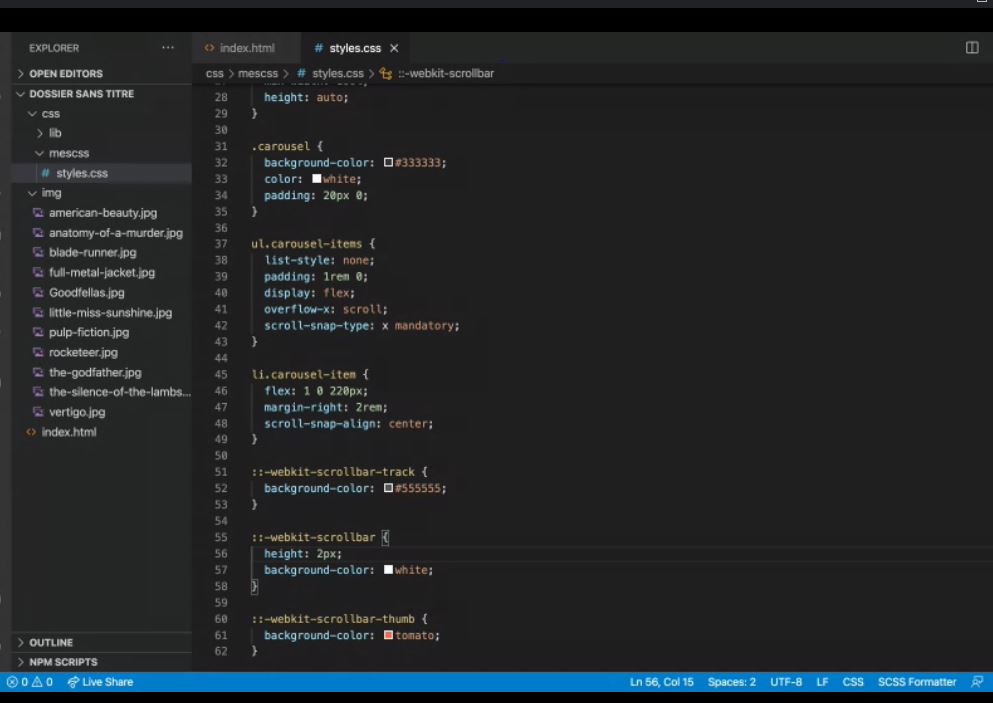 EXPLORER
···
index.html
# styles.css ×
OPEN EDITORS
css > mescss > # styles.css > ::-webkit-scrollbar
DOSSIER SANS TITRE
css
lib
mescss
# styles.css
img
american-beauty.jpg
anatomy-of-a-murder.jpg
blade-runner.jpg
full-metal-jacket.jpg
Goodfellas.jpg
little-miss-sunshine.jpg
pulp-fiction.jpg
rocketeer.jpg
the-godfather.jpg
the-silence-of-the-lambs...
vertigo.jpg
index.html
OUTLINE
NPM SCRIPTS
28 height: auto;
29 }
30
31 .carousel {
32 background-color: #333333;
33 color: white;
34 padding: 20px 0;
35 }
36
37 ul.carousel-items {
38 list-style: none;
39 padding: 1rem 0;
40 display: flex;
41 overflow-x: scroll;
42 scroll-snap-type: x mandatory;
43 }
44
45 li.carousel-item {
46 flex: 1 0 220px;
47 margin-right: 2rem;
48 scroll-snap-align: center;
49 }
50
51 ::-webkit-scrollbar-track {
52 background-color: #555555;
53 }
54
55 ::-webkit-scrollbar {
56 height: 2px;
57 background-color: white;
58 }
59
60 ::-webkit-scrollbar-thumb {
61 background-color: tomato;
62 }
0 0 Live Share
Ln 56, Col 15 Spaces: 2 UTF-8 LF CSS SCSS Formatter